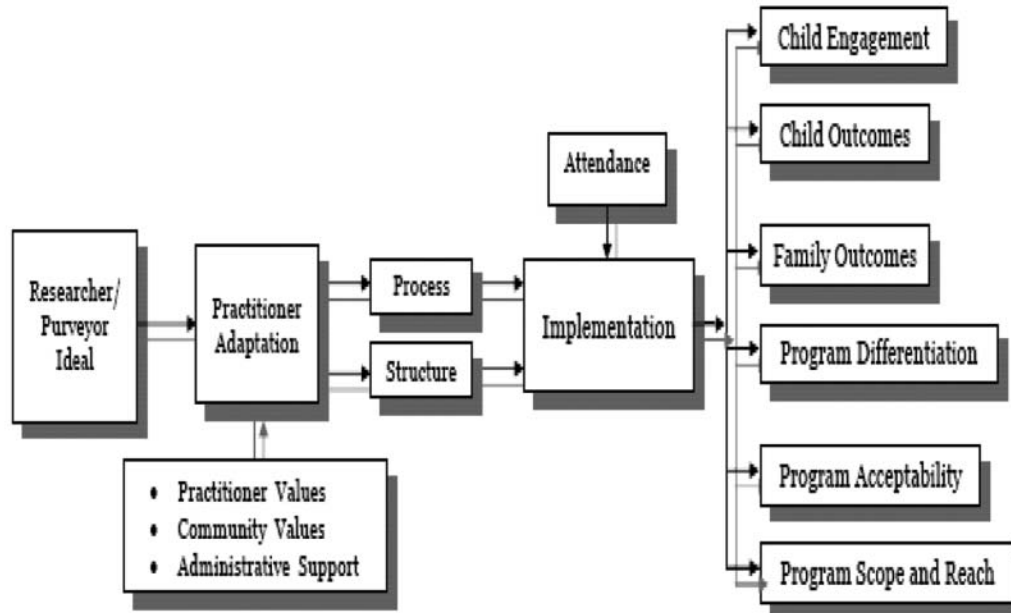 Researcher/
Purveyor
Ideal
Practitioner
Adaptation
• Practitioner Values
• Community Values
• Administrative Support
Process
Structure
Attendance
Implementation
Child Engagement
Child Outcomes
Family Outcomes
Program Differentiation
Program Acceptability
Program Scope and Reach